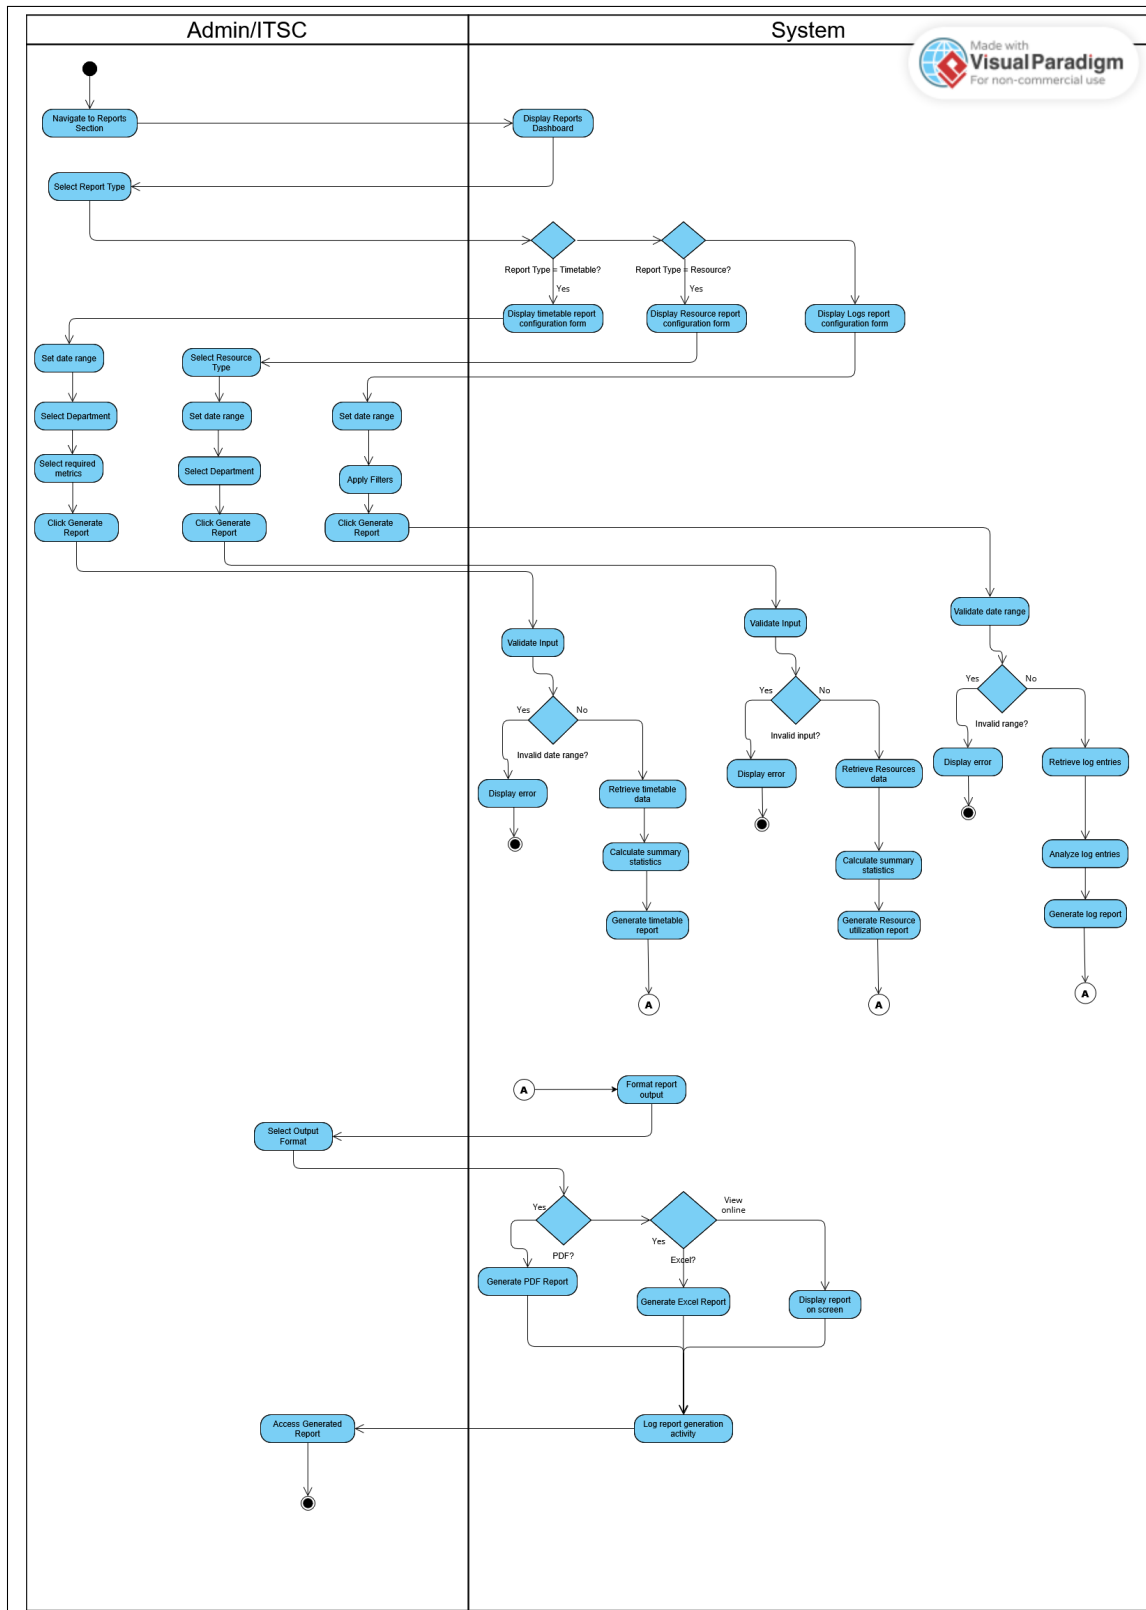 Admin/ITSC
System
Made with
Visual Paradigm
For non-commercial use
Navigate to Reports
Section
Display Reports
Dashboard
Select Report Type
Report Type = Timetable?
Report Type = Resource?
Yes
Yes
Display timetable report
configuration form
Display Resource report
configuration form
Display Logs report
configuration form
Set date range
Select Resource
Type
Select Department
Set date range
Set date range
Select required
metrics
Select Department
Apply Filters
Click Generate
Report
Click Generate
Report
Click Generate
Report
Validate Input
Validate Input
Validate date range
Yes
No
Invalid date range?
Yes
No
Invalid input?
Yes
No
Invalid range?
Display error
Retrieve timetable
data
Display error
Retrieve Resources
data
Display error
Retrieve log entries
Calculate summary
statistics
Calculate summary
statistics
Analyze log entries
Generate timetable
report
Generate Resource
utilization report
Generate log report
A
A
A
A
Format report
output
Select Output
Format
Yes
PDF?
Yes
Excel?
View
online
Generate PDF Report
Generate Excel Report
Display report
on screen
Access Generated
Report
Log report generation
activity